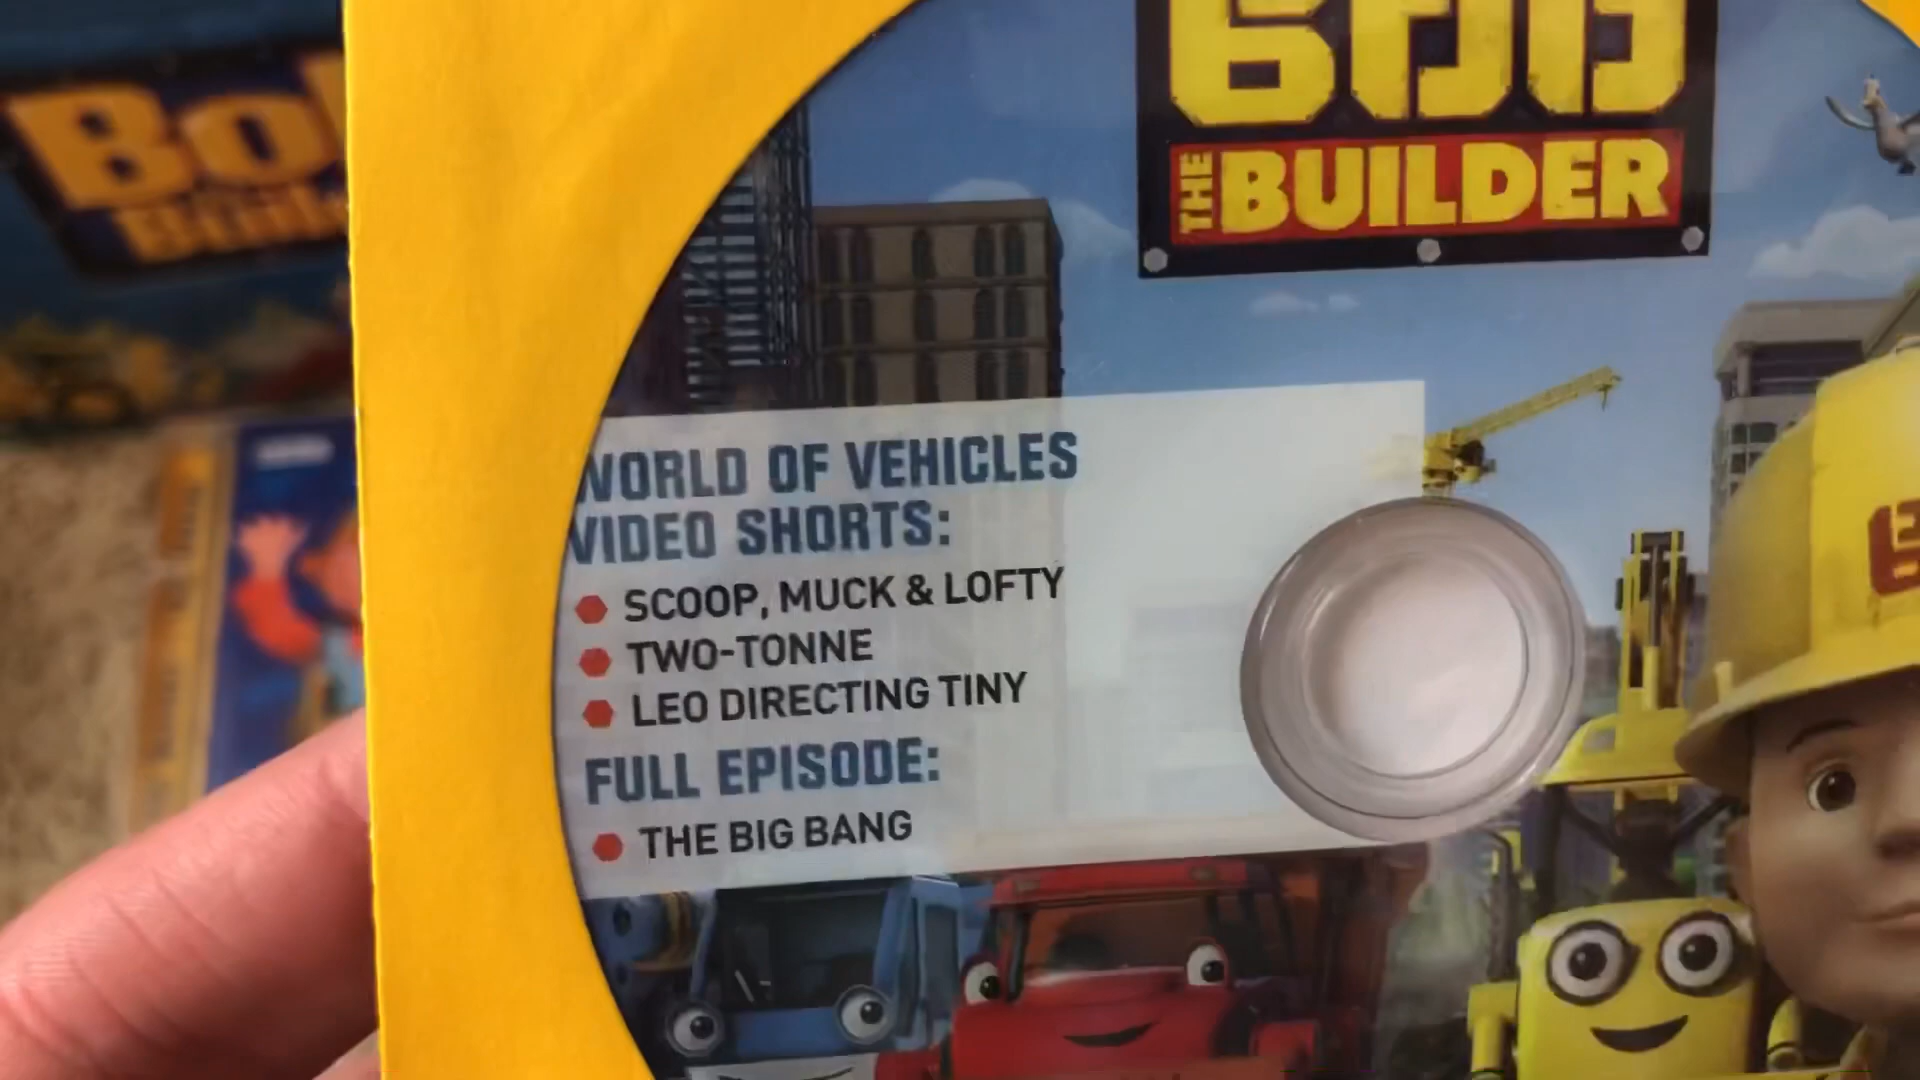 BOB
THE BUILDER
Bob
WORLD OF VEHICLES
VIDEO SHORTS:
SCOOP, MUCK & LOFTY
TWO-TONNE
LEO DIRECTING TINY
FULL EPISODE:
THE BIG BANG